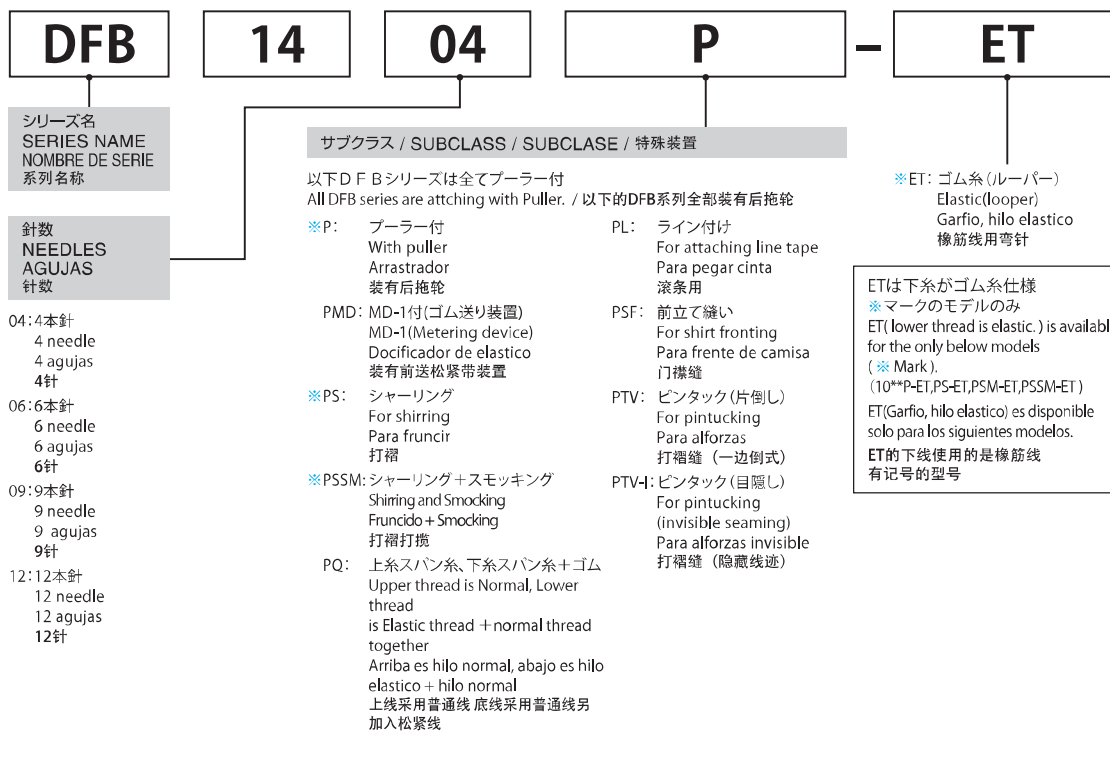 DFB 14 04 P – ET
シリーズ名
SERIES NAME
NOMBRE DE SERIE
系列名称
針数
NEEDLES
AGUJAS
针数
04:4本針
4 needle
4 agujas
4针
06:6本針
6 needle
6 agujas
6针
09:9本針
9 needle
9 agujas
9针
12:12本針
12 needle
12 agujas
12针
サブクラス / SUBCLASS / SUBCLASE / 特殊装置
以下DFBシリーズは全てプーラー付
All DFB series are attching with Puller. / 以下的DFB系列全部装有后拖轮
※P: プーラー付
With puller
Arrastrador
装有后拖轮
PMD: MD-1付(ゴム送り装置)
MD-1(Metering device)
Docificador de elastico
装有前送松紧带装置
※PS: シャーリング
For shirring
Para fruncir
打褶
※PSSM: シャーリング+スモッキング
Shirring and Smocking
Fruncido + Smocking
打褶打揽
PQ: 上糸スパン糸、下糸スパン糸+ゴム
Upper thread is Normal, Lower
thread
is Elastic thread +normal thread
together
Arriba es hilo normal, abajo es hilo
elastico + hilo normal
上线采用普通线 底线采用普通线另
加入松紧线
PL: ライン付け
For attaching line tape
Para pegar cinta
滚条用
PSF: 前立て縫い
For shirt fronting
Para frente de camisa
门襟缝
PTV: ピンタック(片倒し)
For pintucking
Para alforzas
打褶缝(一边倒式)
PTV-I: ピンタック(目隠し)
For pintucking
(invisible seaming)
Para alforzas invisible
打褶缝(隐藏线迹)
※ET: ゴム糸(ルーパー)
Elastic(looper)
Garfio, hilo elastico
橡筋线用弯针
ETは下糸がゴム糸仕様
※マークのモデルのみ
ET( lower thread is elastic. ) is availabl
for the only below models
( ※ Mark ).
(10**P-ET,PS-ET,PSM-ET,PSSM-ET )
ET(Garfio, hilo elastico) es disponible
solo para los siguientes modelos.
ET的下线使用的是橡筋线
有记号的型号